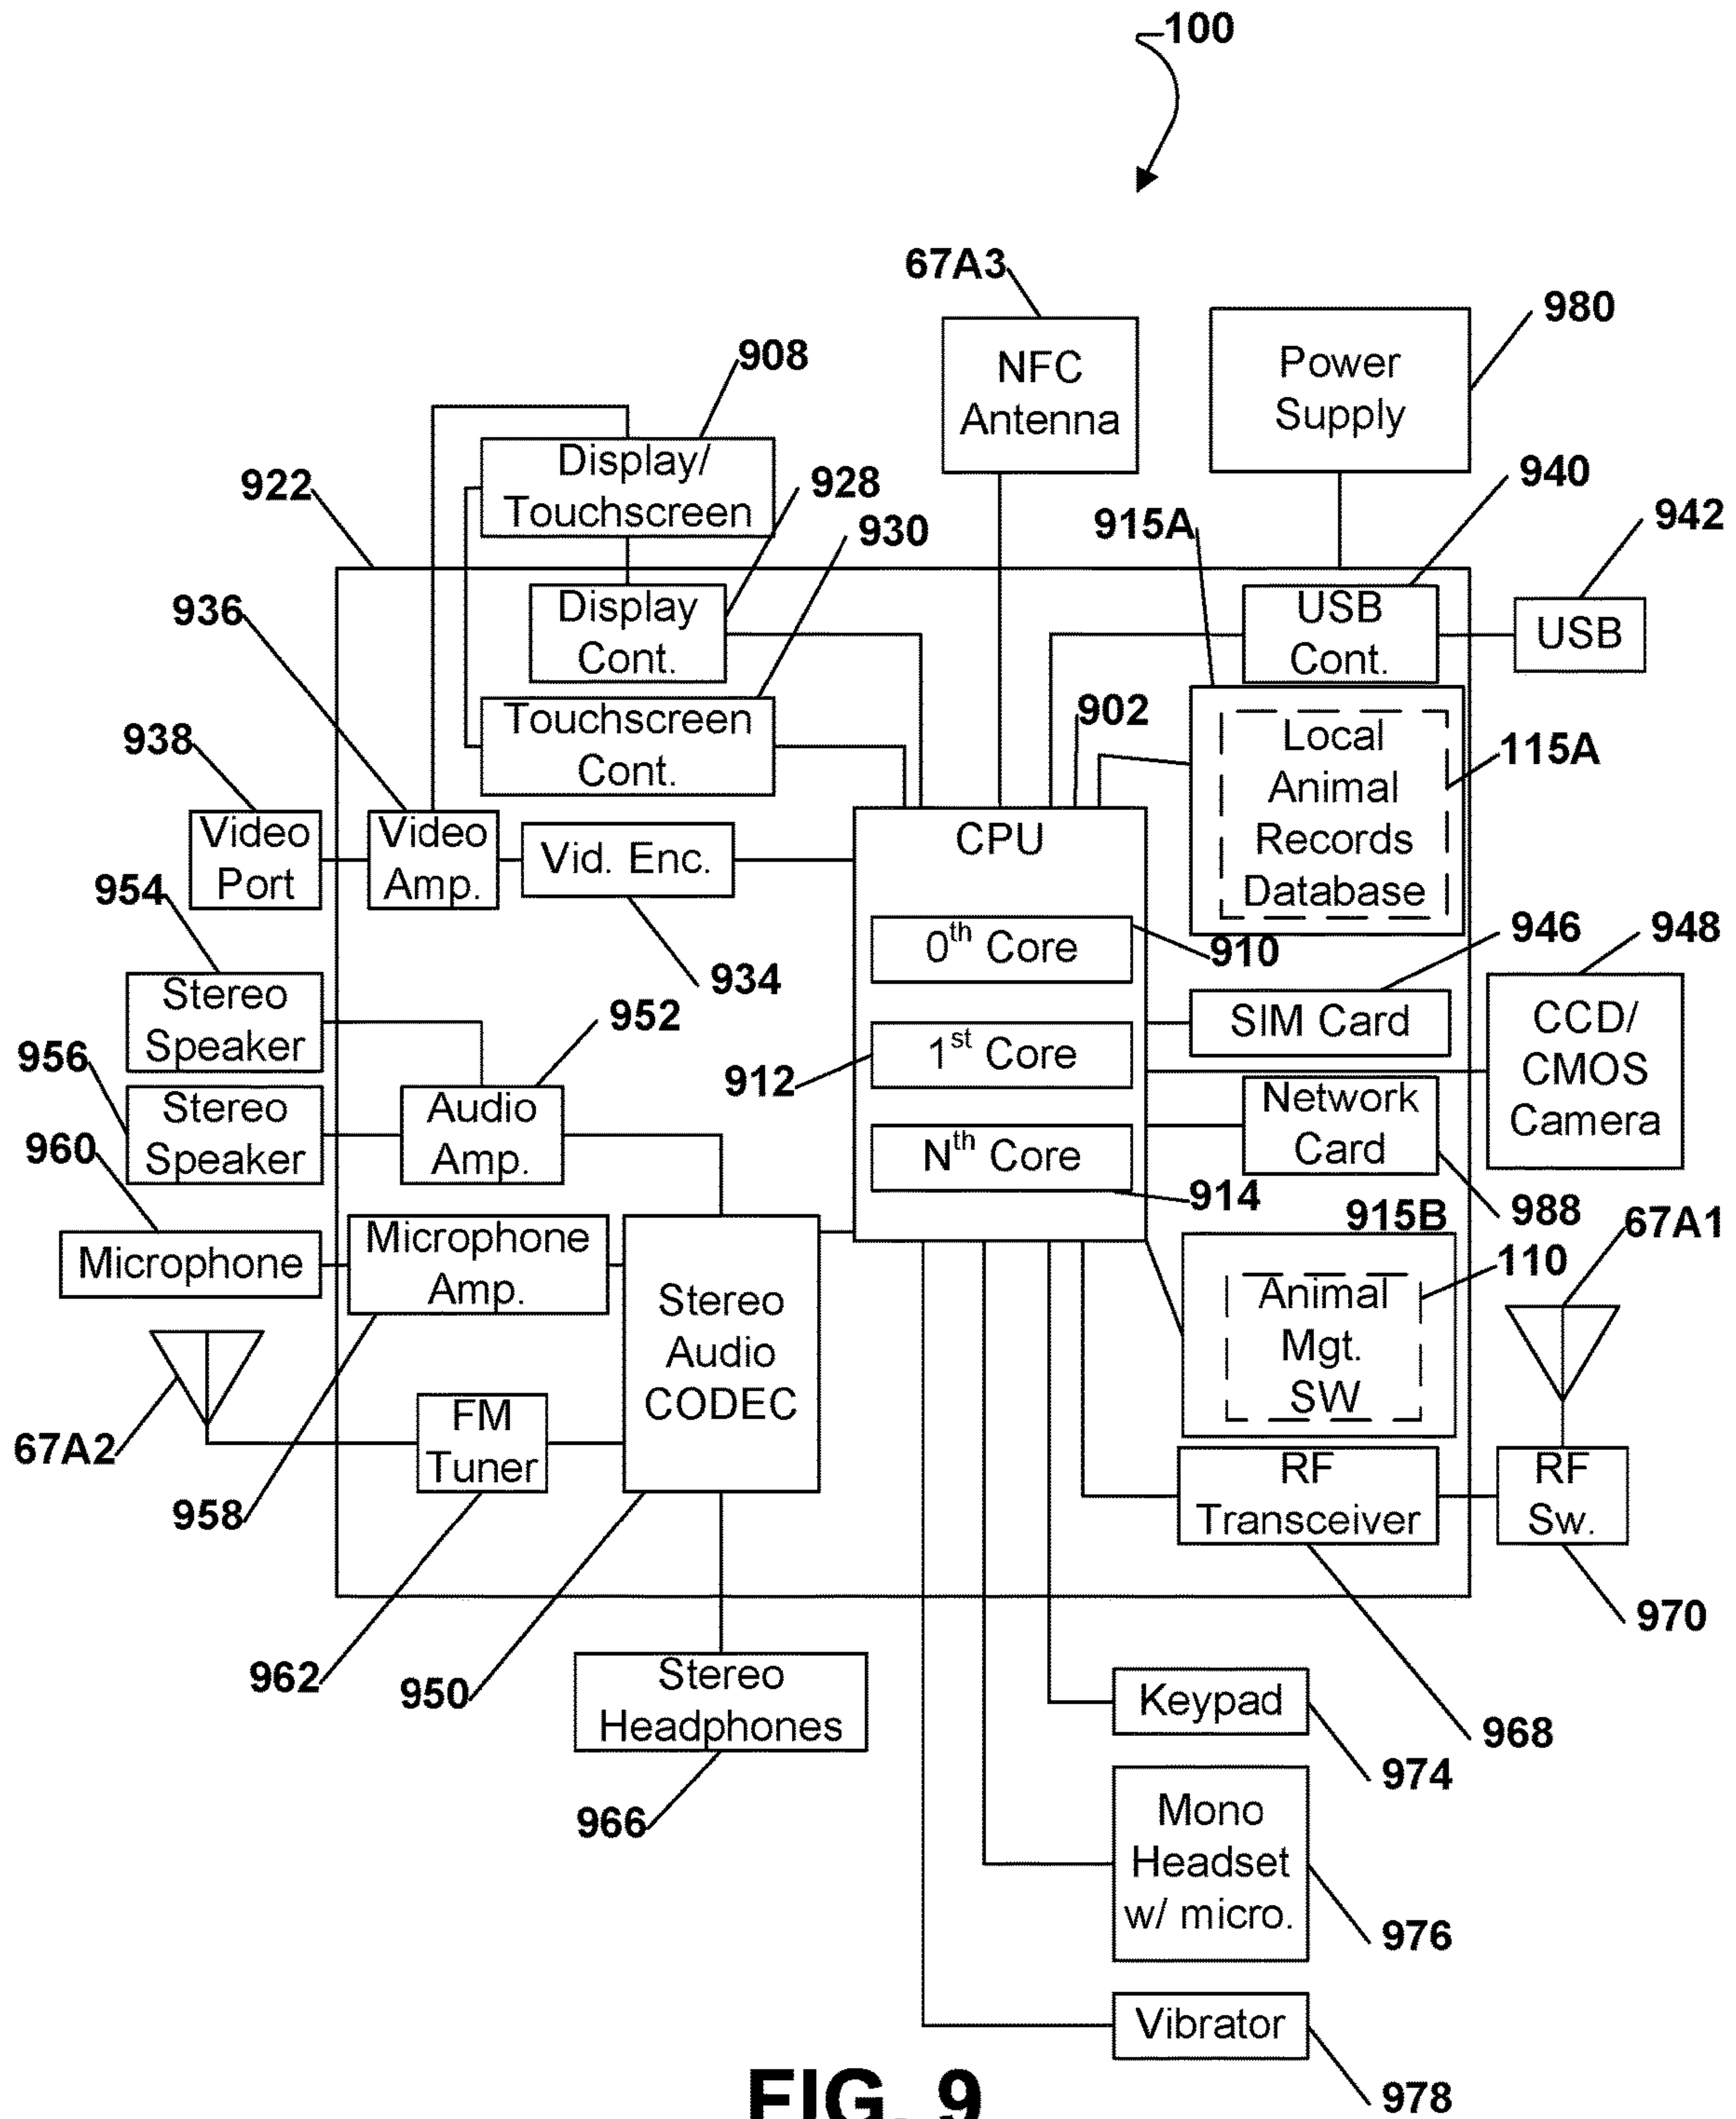 100
67A3
980
NFC
Antenna
Power
Supply
908
Display/
Touchscreen
922
928
940
942
915A
930
Display
Cont.
USB
Cont.
USB
936
902
Touchscreen
Cont.
Local
Animal
Records
Database
115A
938
Video
Port
Video
Amp.
Vid. Enc.
CPU
954
934
0th Core
910
946
948
Stereo
Speaker
952
SIM Card
CCD/
CMOS
Camera
956
1st Core
912
Stereo
Speaker
Audio
Amp.
Network
Card
960
Nth Core
914
988
67A1
915B
110
Microphone
Microphone
Amp.
Stereo
Audio
CODEC
Animal
Mgt.
SW
67A2
FM
Tuner
958
RF
Transceiver
RF
Sw.
970
962
950
Stereo
Headphones
Keypad
968
974
966
Mono
Headset
w/ micro.
976
Vibrator
978
FIG. 9